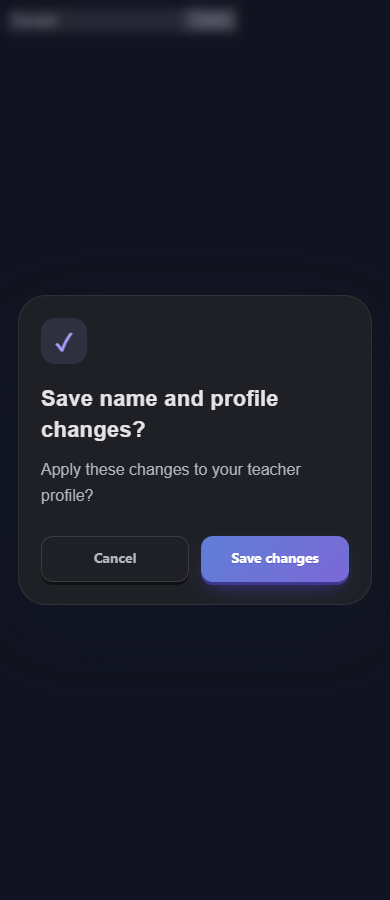 Save name and profile
changes?
Apply these changes to your teacher
profile?
Cancel
Save changes